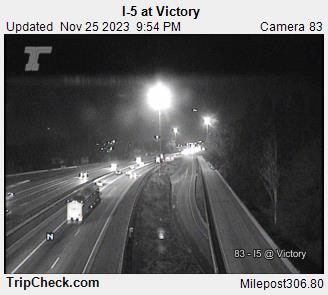 I-5 at Victory
Updated Nov 25 2023 9:54 PM Camera 83
T
N
83 - I5 @ Victory
TripCheck.com Milepost306.80